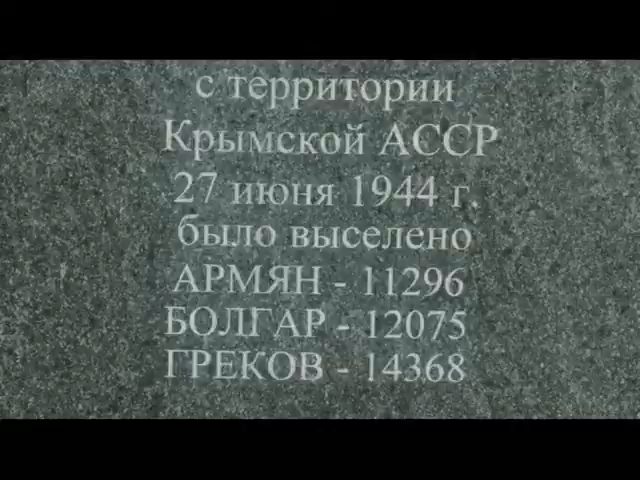 с территории
Крымской АССР
27 июня 1944 г.
было выселено
АРМЯН - 11296
БОЛГАР - 12075
ГРЕКОВ - 14368